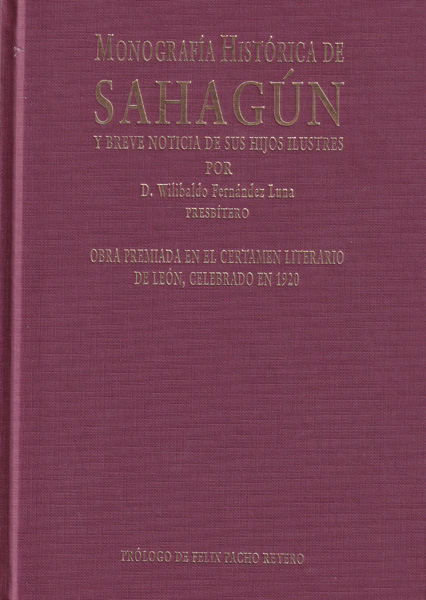 MONOGRAFÍA HISTÓRICA DE
SAHAGÚN
Y BREVE NOTICIA DE SUS HIJOS ILUSTRES
POR
D. Wilibaldo Fernández Luna
PRESBÍTERO
OBRA PREMIADA EN EL CERTAMEN LITERARIO
DE LEÓN, CELEBRADO EN 1920
PRÓLOGO DE FELIX PACHO REYERO